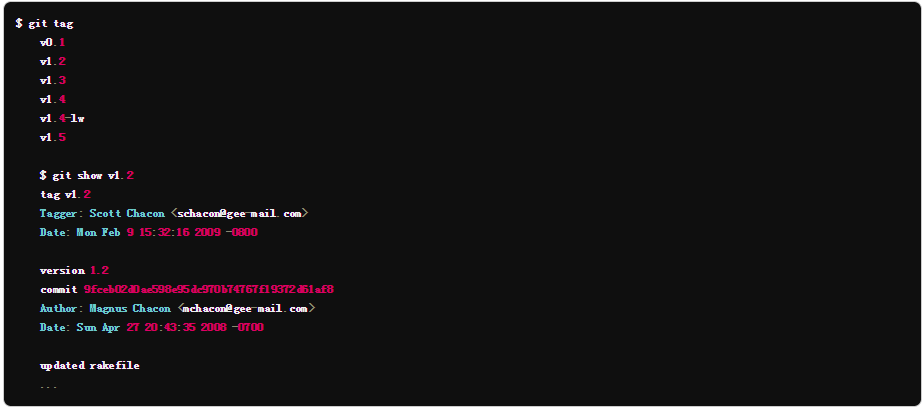 $ git tag
v0.1
v1.2
v1.3
v1.4
v1.4-lw
v1.5
$ git show v1.2
tag v1.2
Tagger: Scott Chacon <schacon@gee-mail.com>
Date: Mon Feb 9 15:32:16 2009 -0800
version 1.2
commit 9fceb02d0ae598e95dc970b74767f19372d61af8
Author: Magnus Chacon <mchacon@gee-mail.com>
Date: Sun Apr 27 20:43:35 2008 -0700
updated rakefile
...